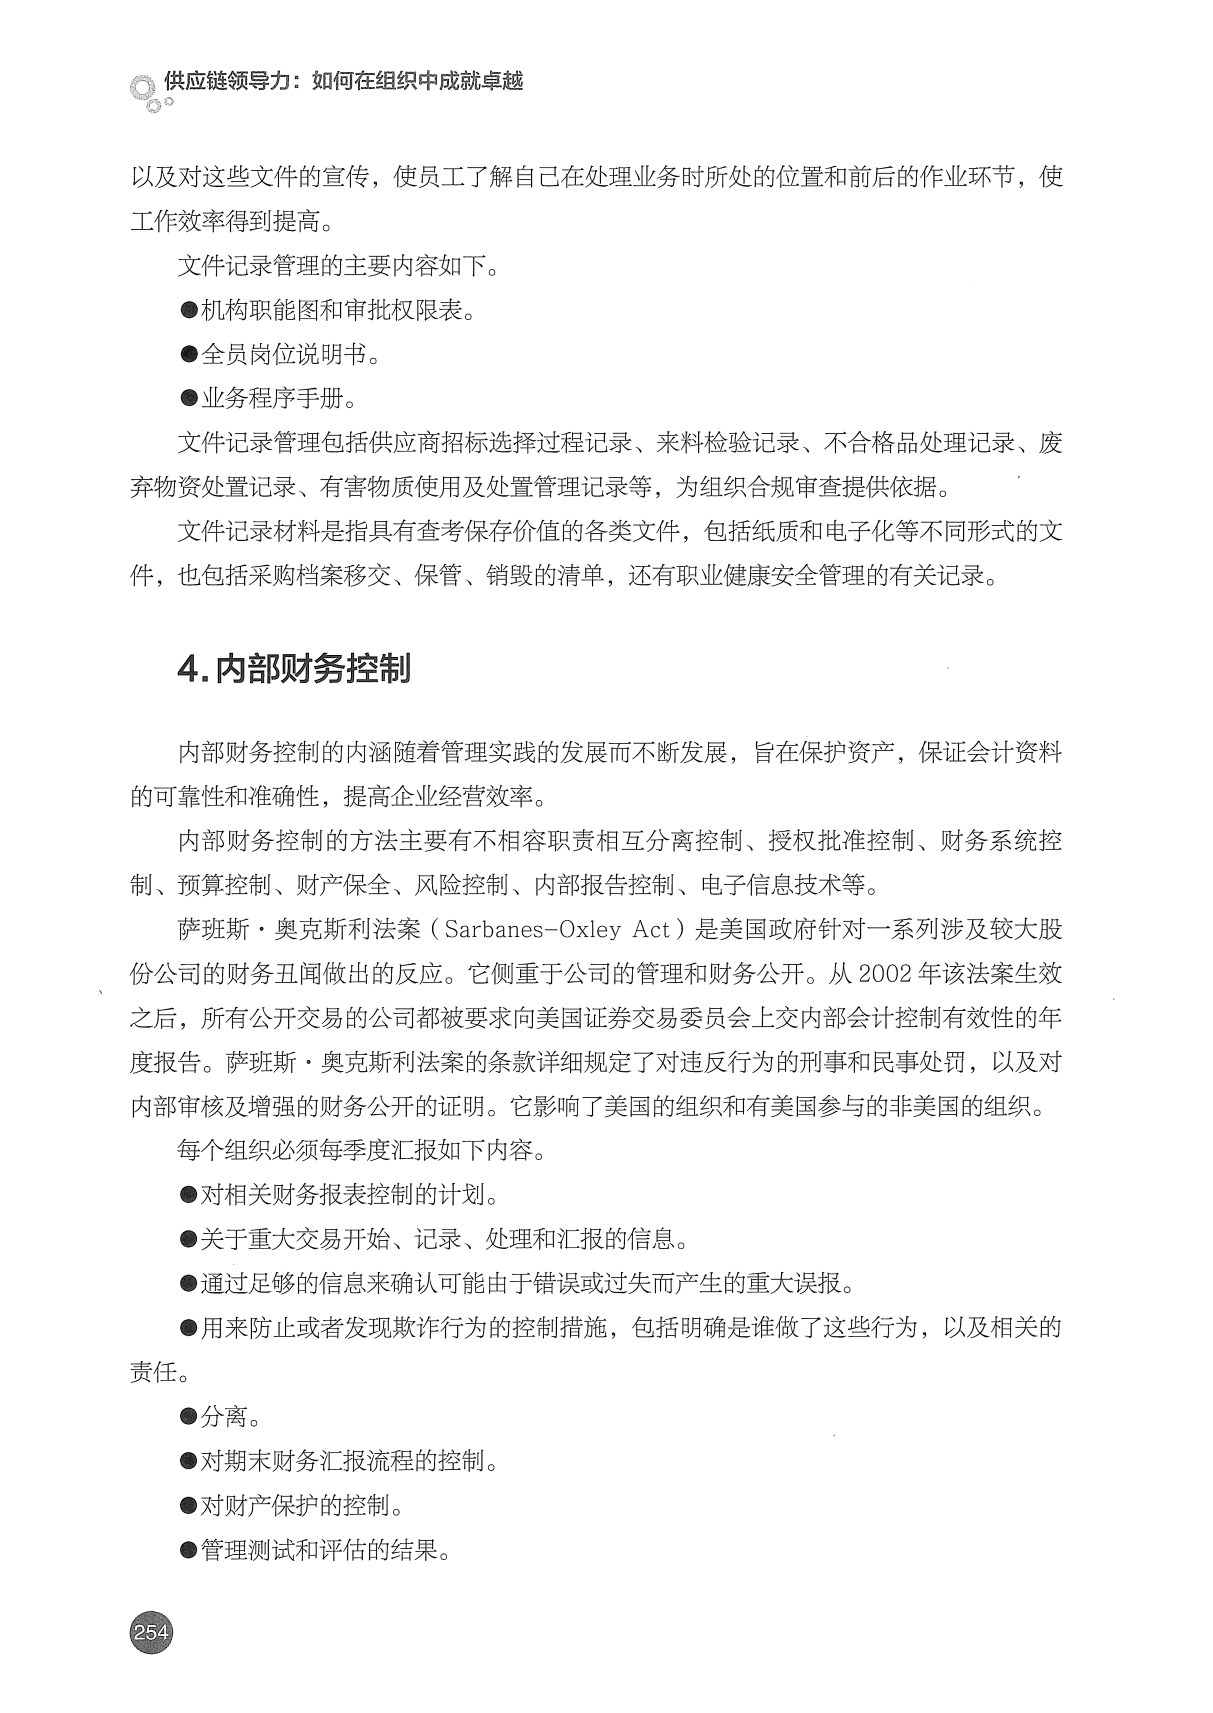 供应链领导力：如何在组织中成就卓越
以及对这些文件的宣传，使员工了解自己在处理业务时所处的位置和前后的作业环节，使
工作效率得到提高。
文件记录管理的主要内容如下。
●机构职能图和审批权限表。
●全员岗位说明书。
●业务程序手册。
文件记录管理包括供应商招标选择过程记录、来料检验记录、不合格品处理记录、废
弃物资处置记录、有害物质使用及处置管理记录等，为组织合规审查提供依据。
文件记录材料是指具有查考保存价值的各类文件，包括纸质和电子化等不同形式的文
件，也包括采购档案移交、保管、销毁的清单，还有职业健康安全管理的有关记录。
4.内部财务控制
内部财务控制的内涵随着管理实践的发展而不断发展，旨在保护资产，保证会计资料
的可靠性和准确性，提高企业经营效率。
内部财务控制的方法主要有不相容职责相互分离控制、授权批准控制、财务系统控
制、预算控制、财产保全、风险控制、内部报告控制、电子信息技术等。
萨班斯·奥克斯利法案（Sarbanes-Oxley Act）是美国政府针对一系列涉及较大股
份公司的财务丑闻做出的反应。它侧重于公司的管理和财务公开。从 2002 年该法案生效
之后，所有公开交易的公司都被要求向美国证券交易委员会上交内部会计控制有效性的年
度报告。萨班斯·奥克斯利法案的条款详细规定了对违反行为的刑事和民事处罚，以及对
内部审核及增强的财务公开的证明。它影响了美国的组织和有美国参与的非美国的组织。
每个组织必须每季度汇报如下内容。
●对相关财务报表控制的计划。
●关于重大交易开始、记录、处理和汇报的信息。
●通过足够的信息来确认可能由于错误或过失而产生的重大误报。
●用来防止或者发现欺诈行为的控制措施，包括明确是谁做了这些行为，以及相关的
责任。
●分离。
●对期末财务汇报流程的控制。
●对财产保护的控制。
●管理测试和评估的结果。
254